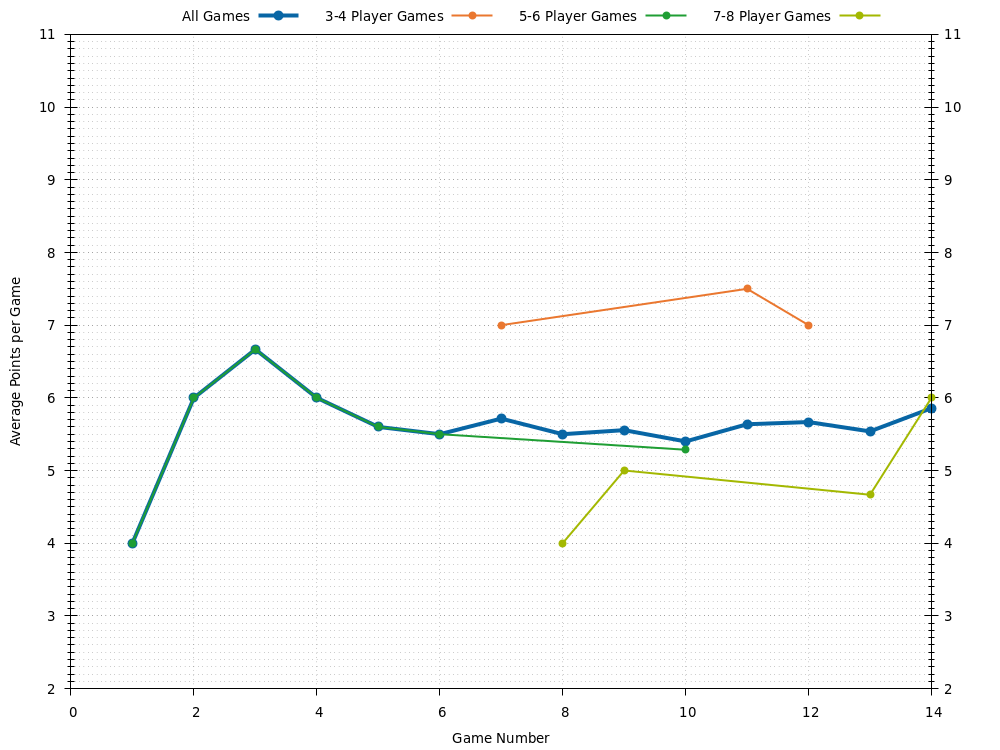 All Games 3-4 Player Games 5-6 Player Games 7-8 Player Games
11 11
10 10
9 9
8 8
7 7
6 6
5 5
4 4
3 3
2 2
Average Points per Game
0 2 4 6 8 10 12 14
Game Number